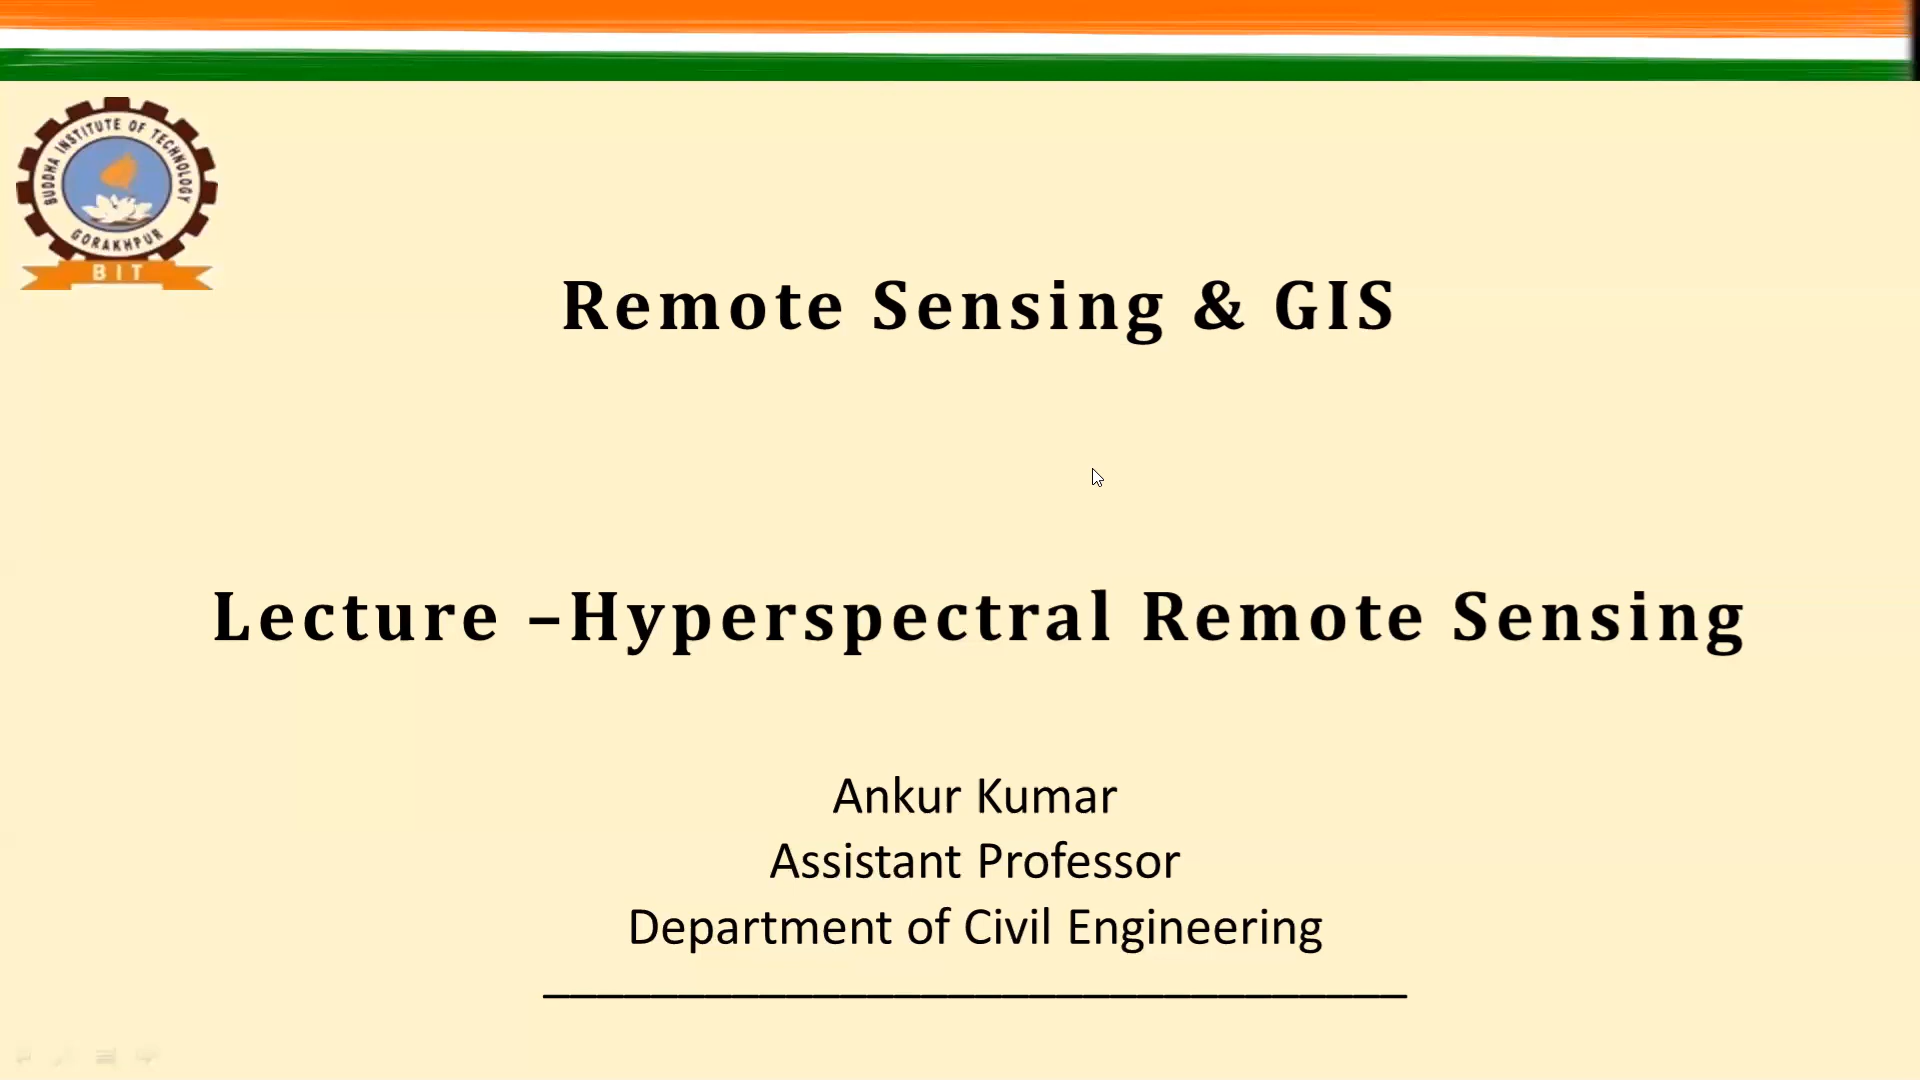 BUDDHA INSTITUTE OF TECHNOLOGY
GORAKHPUR
BIT
Remote Sensing & GIS
Lecture –Hyperspectral Remote Sensing
Ankur Kumar
Assistant Professor
Department of Civil Engineering